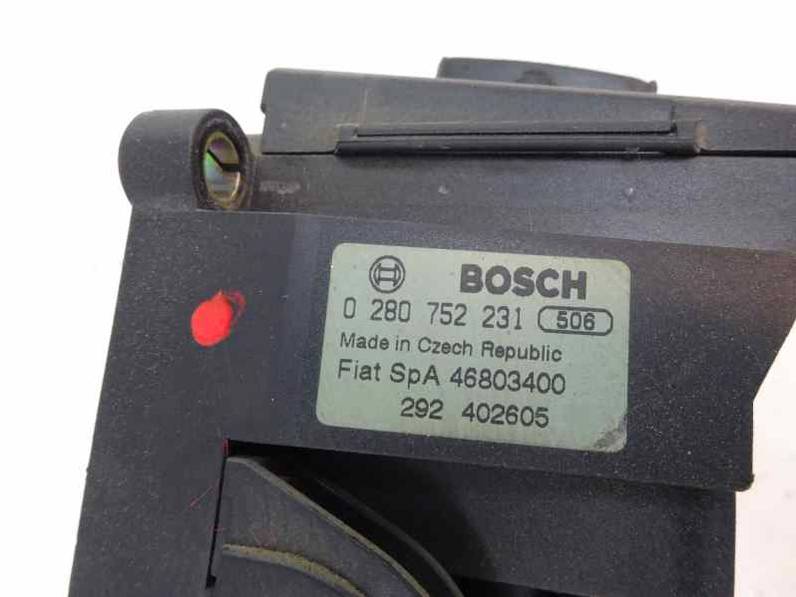 BOSCH
0 280 752 231 506
Made in Czech Republic
Fiat SpA 46803400
292 402605